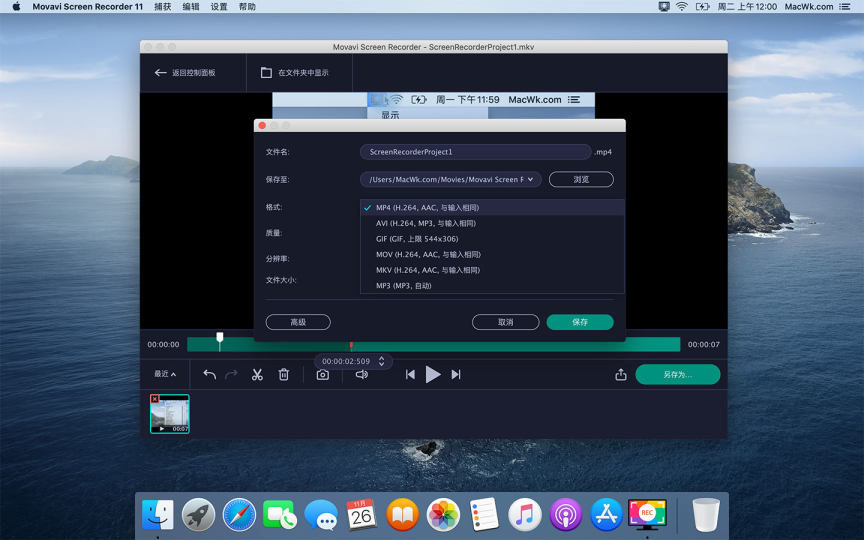 Movavi Screen Recorder 11 捕获 编辑 设置 帮助 周二 上午12:00 MacWk.com
Movavi Screen Recorder - ScreenRecorderProject1.mkv
返回控制面板 在文件夹中显示
周一 下午11:59 MacWk.com
显示
文件名: ScreenRecorderProject1 .mp4
保存至: /Users/MacWk.com/Movies/Movavi Screen F 浏览
格式: MP4 (H.264, AAC, 与输入相同)
AVI (H.264, MP3, 与输入相同)
质量: GIF (GIF, 上限 544x306)
分辨率: MOV (H.264, AAC, 与输入相同)
MKV (H.264, AAC, 与输入相同)
文件大小: MP3 (MP3, 自动)
高级 取消 保存
00:00:00 00:00:07
00:00:02:509
最近 另存为...
00:07
11月
26
REC